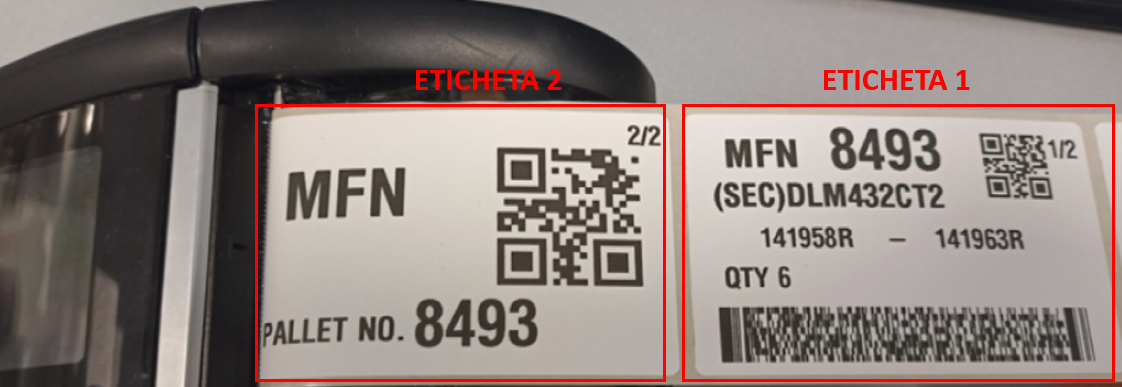 ETICHETA 2
2/2
MFN
PALLET NO. 8493
ETICHETA 1
MFN 8493 1/2
(SEC)DLM432CT2
141958R – 141963R
QTY 6